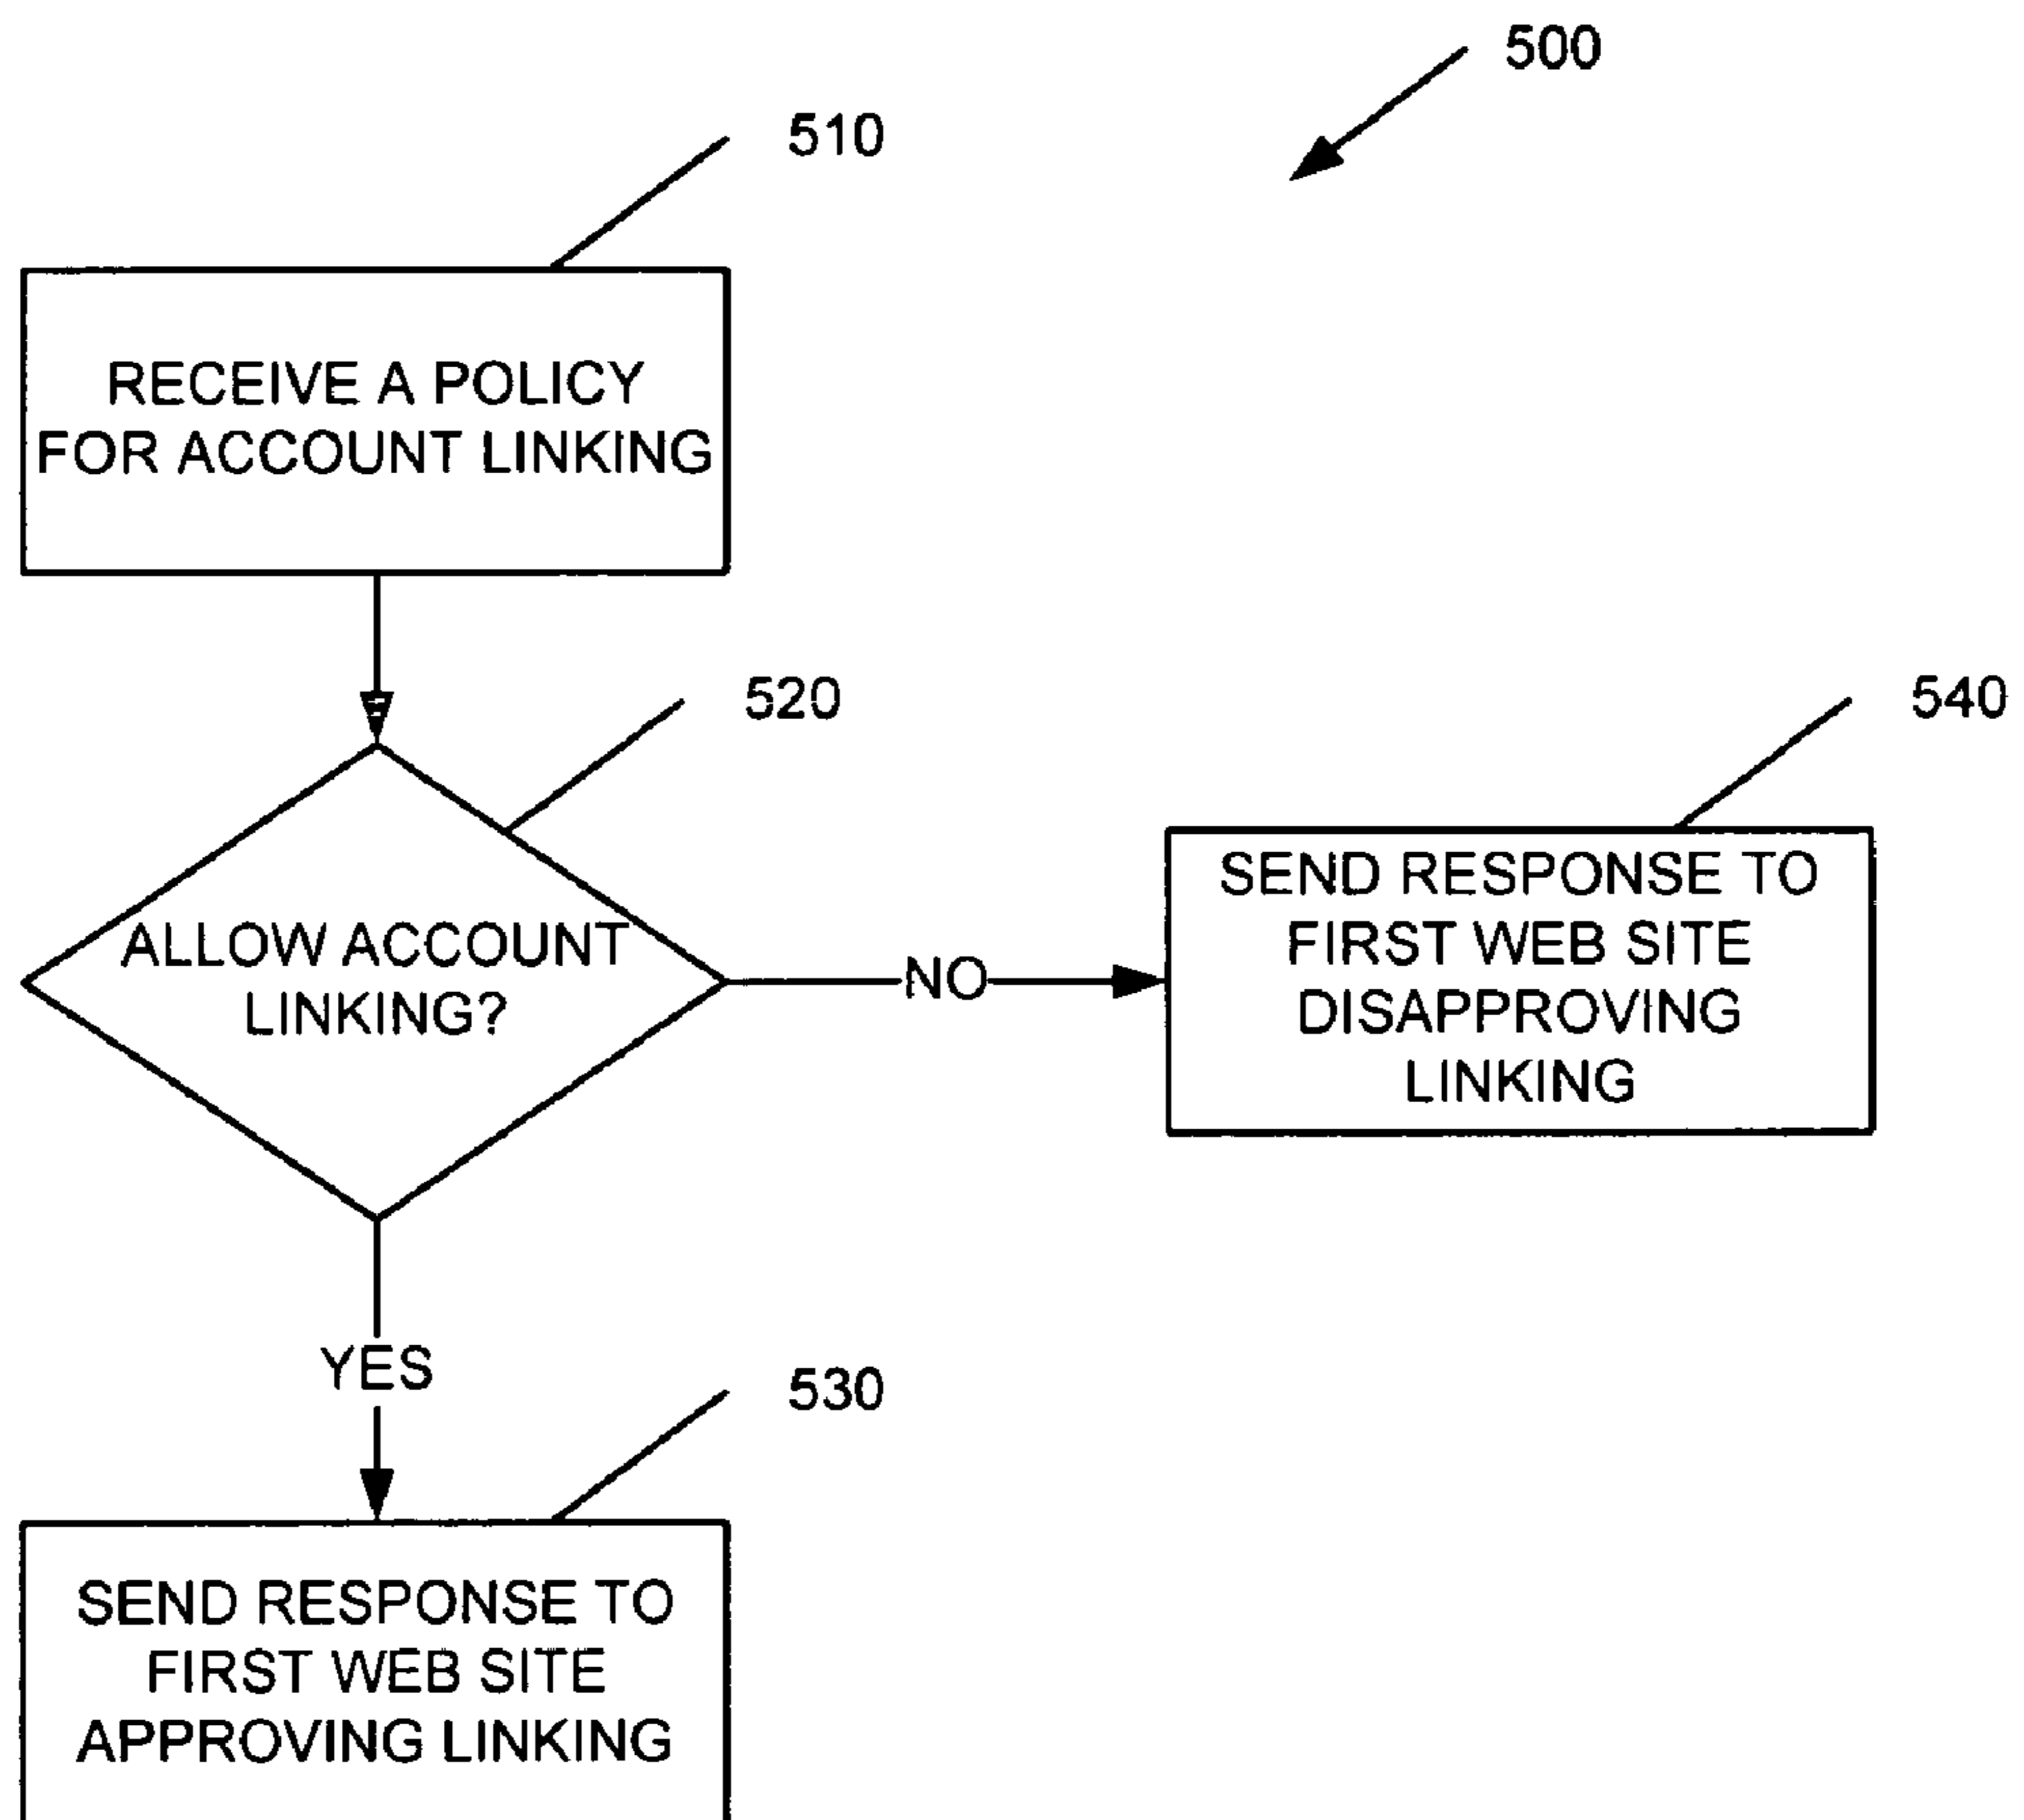 500
510
RECEIVE A POLICY
FOR ACCOUNT LINKING
520
540
ALLOW ACCOUNT
LINKING?
NO
SEND RESPONSE TO
FIRST WEB SITE
DISAPPROVING
LINKING
YES
530
SEND RESPONSE TO
FIRST WEB SITE
APPROVING LINKING